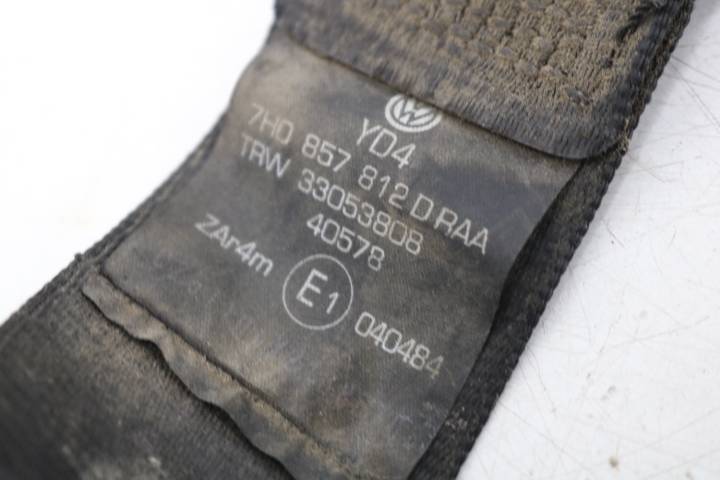 YD4
7H0 857 812 D RAA
TRW 33053808
40578
ZAr4m
E1 040484